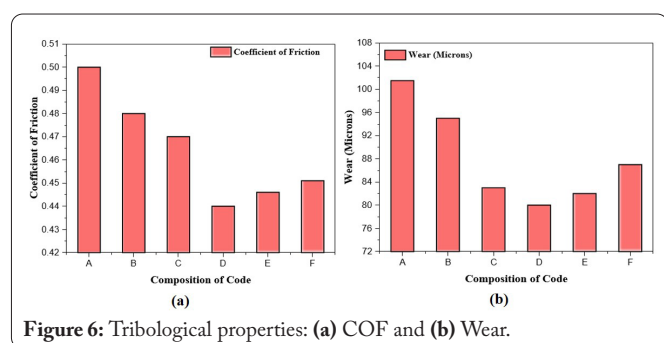 0.51
0.50
0.49
0.48
0.47
0.46
0.45
0.44
0.43
0.42
Coefficient of Friction
Coefficient of Friction
A B C D E F
Composition of Code
(a)
108
104
100
96
92
88
84
80
76
72
Wear (Microns)
Wear (Microns)
A B C D E F
Composition of Code
(b)
Figure 6: Tribological properties: (a) COF and (b) Wear.